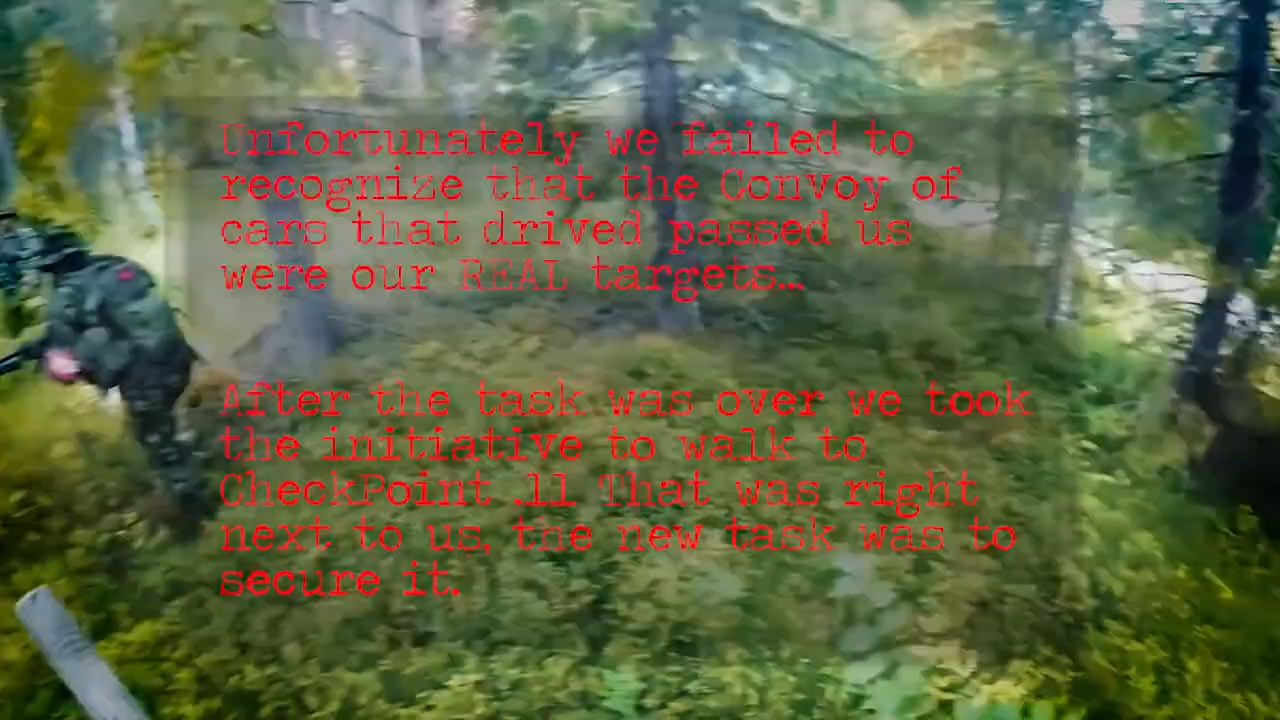 Unfortunately we failed to
recognize that the Convoy of
cars that drived passed us
were our REAL targets...
After the task was over we took
the initiative to walk to
CheckPoint .11 That was right
next to us, the new task was to
secure it.